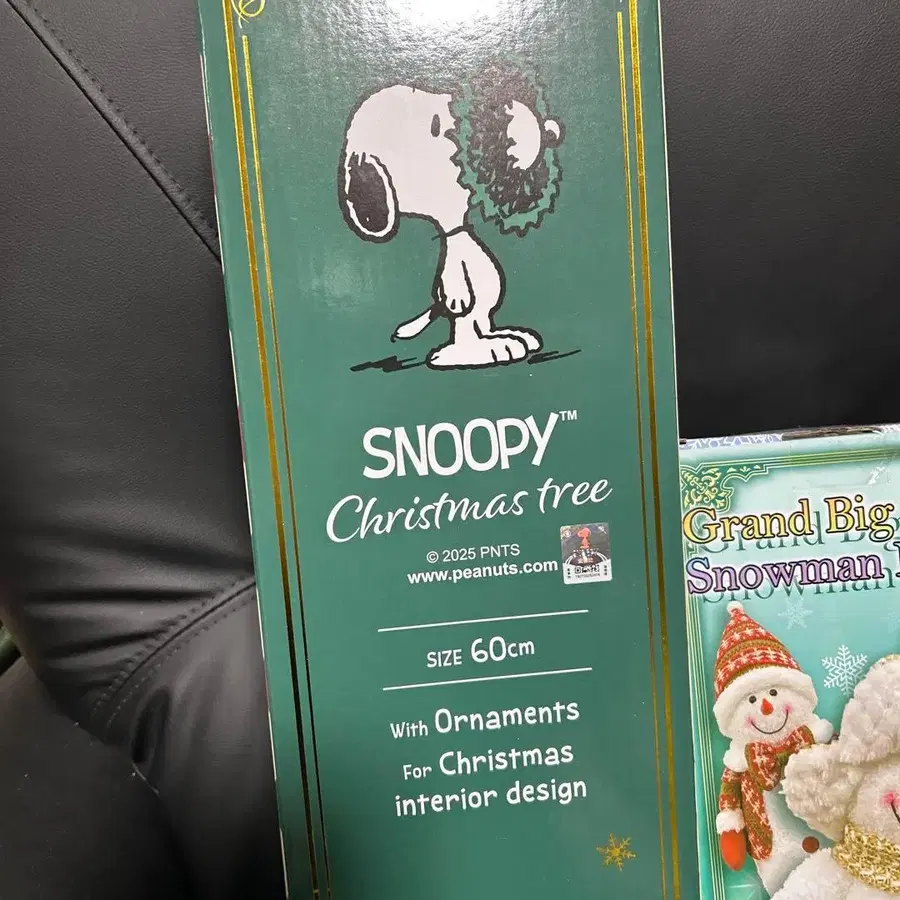 SNOOPY™
Christmas tree
© 2025 PNTS
www.peanuts.com
SIZE 60cm
With Ornaments
For Christmas
interior design
Grand Big
Snowman